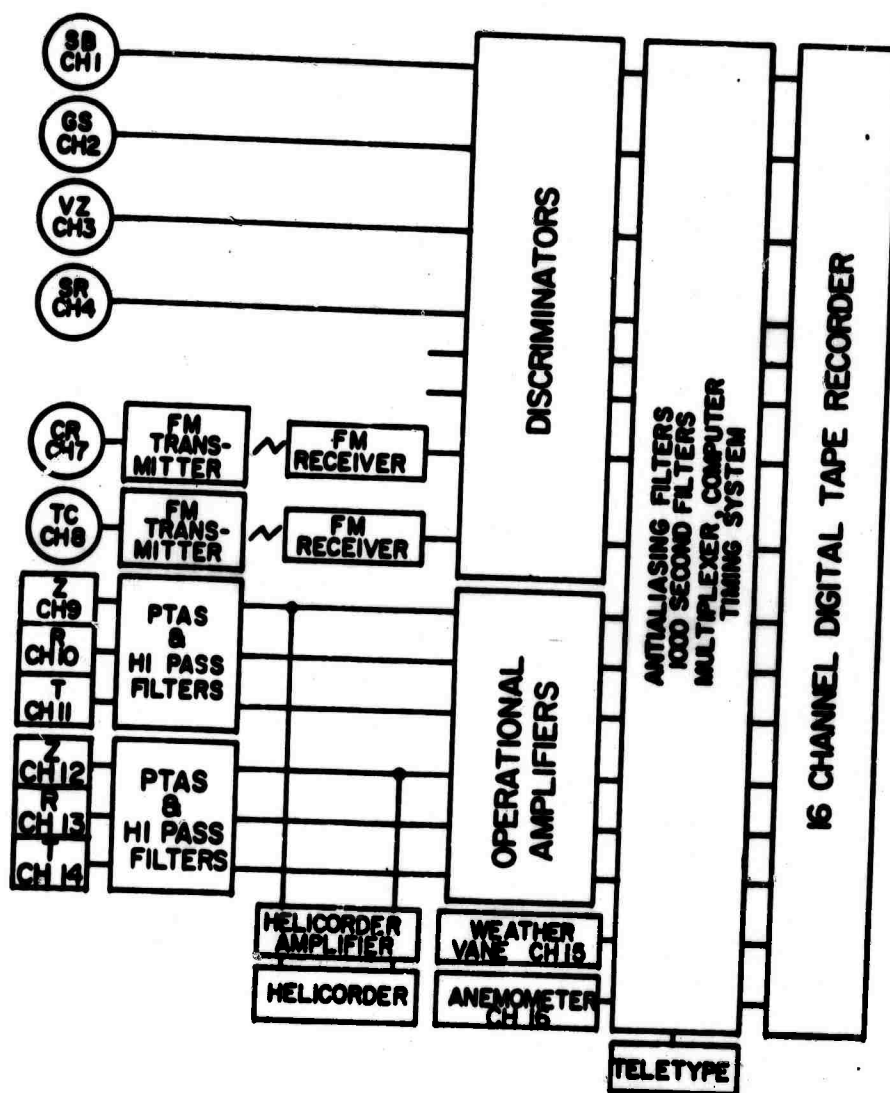 SB
CH1
GS
CH2
VZ
CH3
SR
CH4
CR
CH7
FM
TRANS-
MITTER
FM
RECEIVER
TC
CH8
FM
TRANS-
MITTER
FM
RECEIVER
DISCRIMINATORS
Z
CH9
R
CH10
T
CH11
PTAS
&
HI PASS
FILTERS
Z
CH12
R
CH13
T
CH14
PTAS
&
HI PASS
FILTERS
OPERATIONAL
AMPLIFIERS
HELICORDER
AMPLIFIER
HELICORDER
WEATHER
VANE CH15
ANEMOMETER
CH 16
ANTIALIASING FILTERS
1000 SECOND FILTERS
MULTIPLEXER, COMPUTER
TIMING SYSTEM
TELETYPE
16 CHANNEL DIGITAL TAPE RECORDER